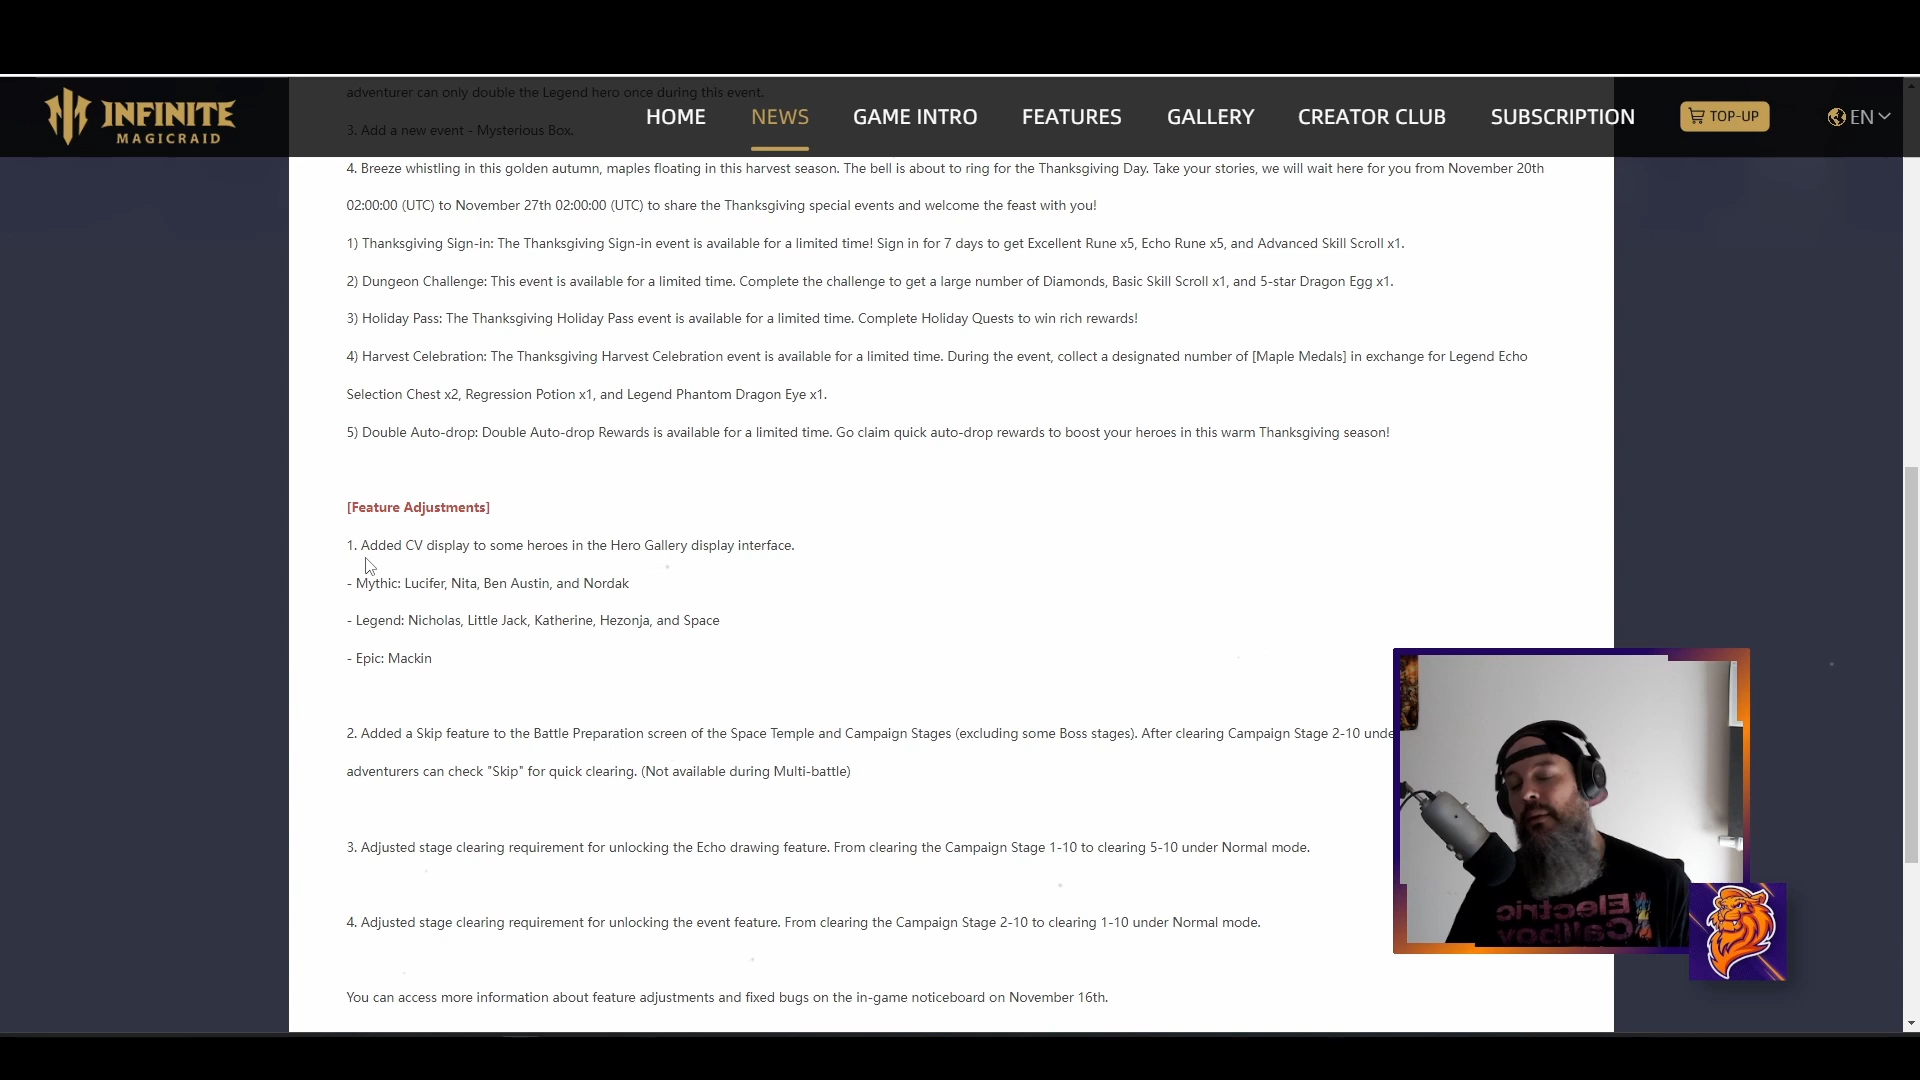 adventurer can only double the Legend hero once during this event.
INFINITE
MAGICRAID
HOME NEWS GAME INTRO FEATURES GALLERY CREATOR CLUB SUBSCRIPTION TOP-UP EN
3. Add a new event - Mysterious Box.
4. Breeze whistling in this golden autumn, maples floating in this harvest season. The bell is about to ring for the Thanksgiving Day. Take your stories, we will wait here for you from November 20th
02:00:00 (UTC) to November 27th 02:00:00 (UTC) to share the Thanksgiving special events and welcome the feast with you!
1) Thanksgiving Sign-in: The Thanksgiving Sign-in event is available for a limited time! Sign in for 7 days to get Excellent Rune x5, Echo Rune x5, and Advanced Skill Scroll x1.
2) Dungeon Challenge: This event is available for a limited time. Complete the challenge to get a large number of Diamonds, Basic Skill Scroll x1, and 5-star Dragon Egg x1.
3) Holiday Pass: The Thanksgiving Holiday Pass event is available for a limited time. Complete Holiday Quests to win rich rewards!
4) Harvest Celebration: The Thanksgiving Harvest Celebration event is available for a limited time. During the event, collect a designated number of [Maple Medals] in exchange for Legend Echo
Selection Chest x2, Regression Potion x1, and Legend Phantom Dragon Eye x1.
5) Double Auto-drop: Double Auto-drop Rewards is available for a limited time. Go claim quick auto-drop rewards to boost your heroes in this warm Thanksgiving season!
[Feature Adjustments]
1. Added CV display to some heroes in the Hero Gallery display interface.
- Mythic: Lucifer, Nita, Ben Austin, and Nordak
- Legend: Nicholas, Little Jack, Katherine, Hezonja, and Space
- Epic: Mackin
2. Added a Skip feature to the Battle Preparation screen of the Space Temple and Campaign Stages (excluding some Boss stages). After clearing Campaign Stage 2-10 unde
adventurers can check "Skip" for quick clearing. (Not available during Multi-battle)
3. Adjusted stage clearing requirement for unlocking the Echo drawing feature. From clearing the Campaign Stage 1-10 to clearing 5-10 under Normal mode.
4. Adjusted stage clearing requirement for unlocking the event feature. From clearing the Campaign Stage 2-10 to clearing 1-10 under Normal mode.
You can access more information about feature adjustments and fixed bugs on the in-game noticeboard on November 16th.
Electric
Callboy